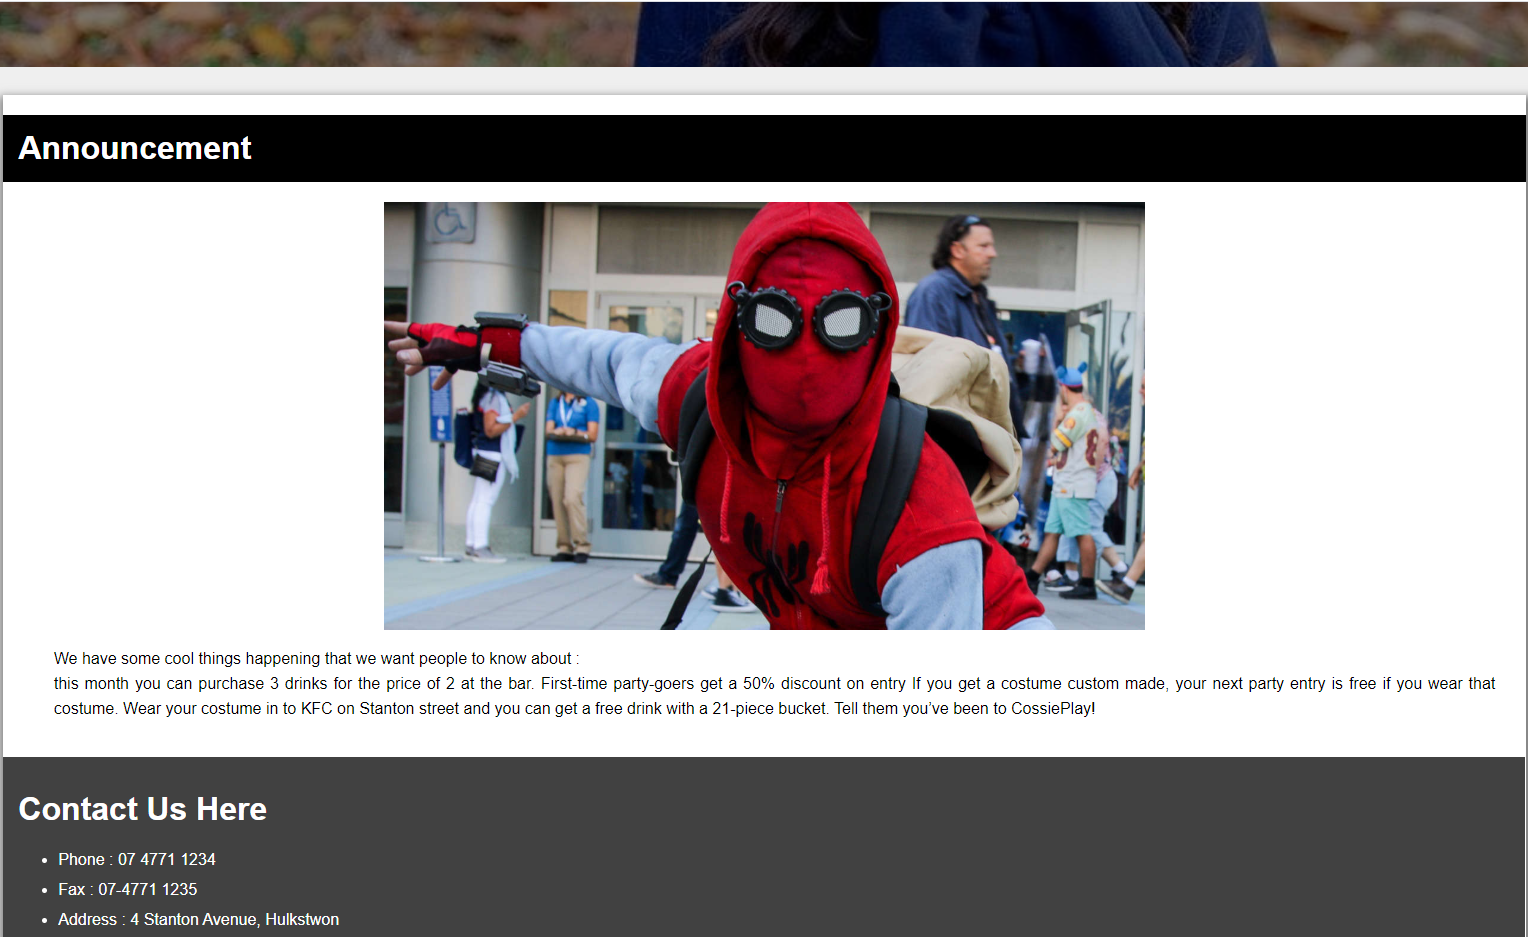 Announcement
We have some cool things happening that we want people to know about :
this month you can purchase 3 drinks for the price of 2 at the bar. First-time party-goers get a 50% discount on entry If you get a costume custom made, your next party entry is free if you wear that
costume. Wear your costume in to KFC on Stanton street and you can get a free drink with a 21-piece bucket. Tell them you’ve been to CossiePlay!
Contact Us Here
Phone : 07 4771 1234
Fax : 07-4771 1235
Address : 4 Stanton Avenue, Hulkstwon